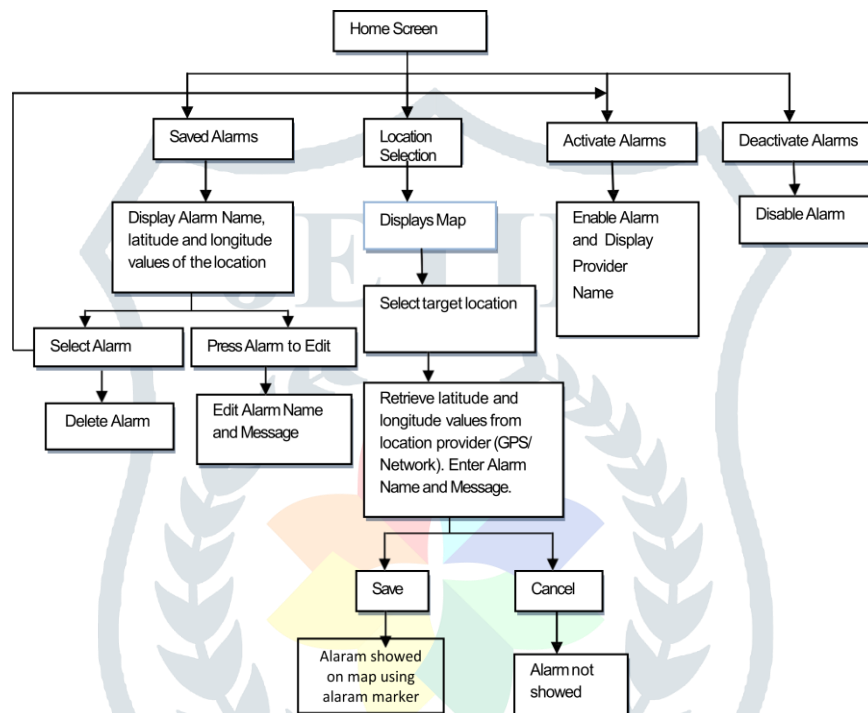 Home Screen
Saved Alarms
Location
Selection
Activate Alarms
Deactivate Alarms
Display Alarm Name,
latitude and longitude
values of the location
Displays Map
Enable Alarm
and Display
Provider
Name
Disable Alarm
Select target location
Select Alarm
Press Alarm to Edit
Delete Alarm
Edit Alarm Name
and Message
Retrieve latitude and
longitude values from
location provider (GPS/
Network). Enter Alarm
Name and Message.
Save
Cancel
Alaram showed
on map using
alaram marker
Alarm not
showed
JETIR